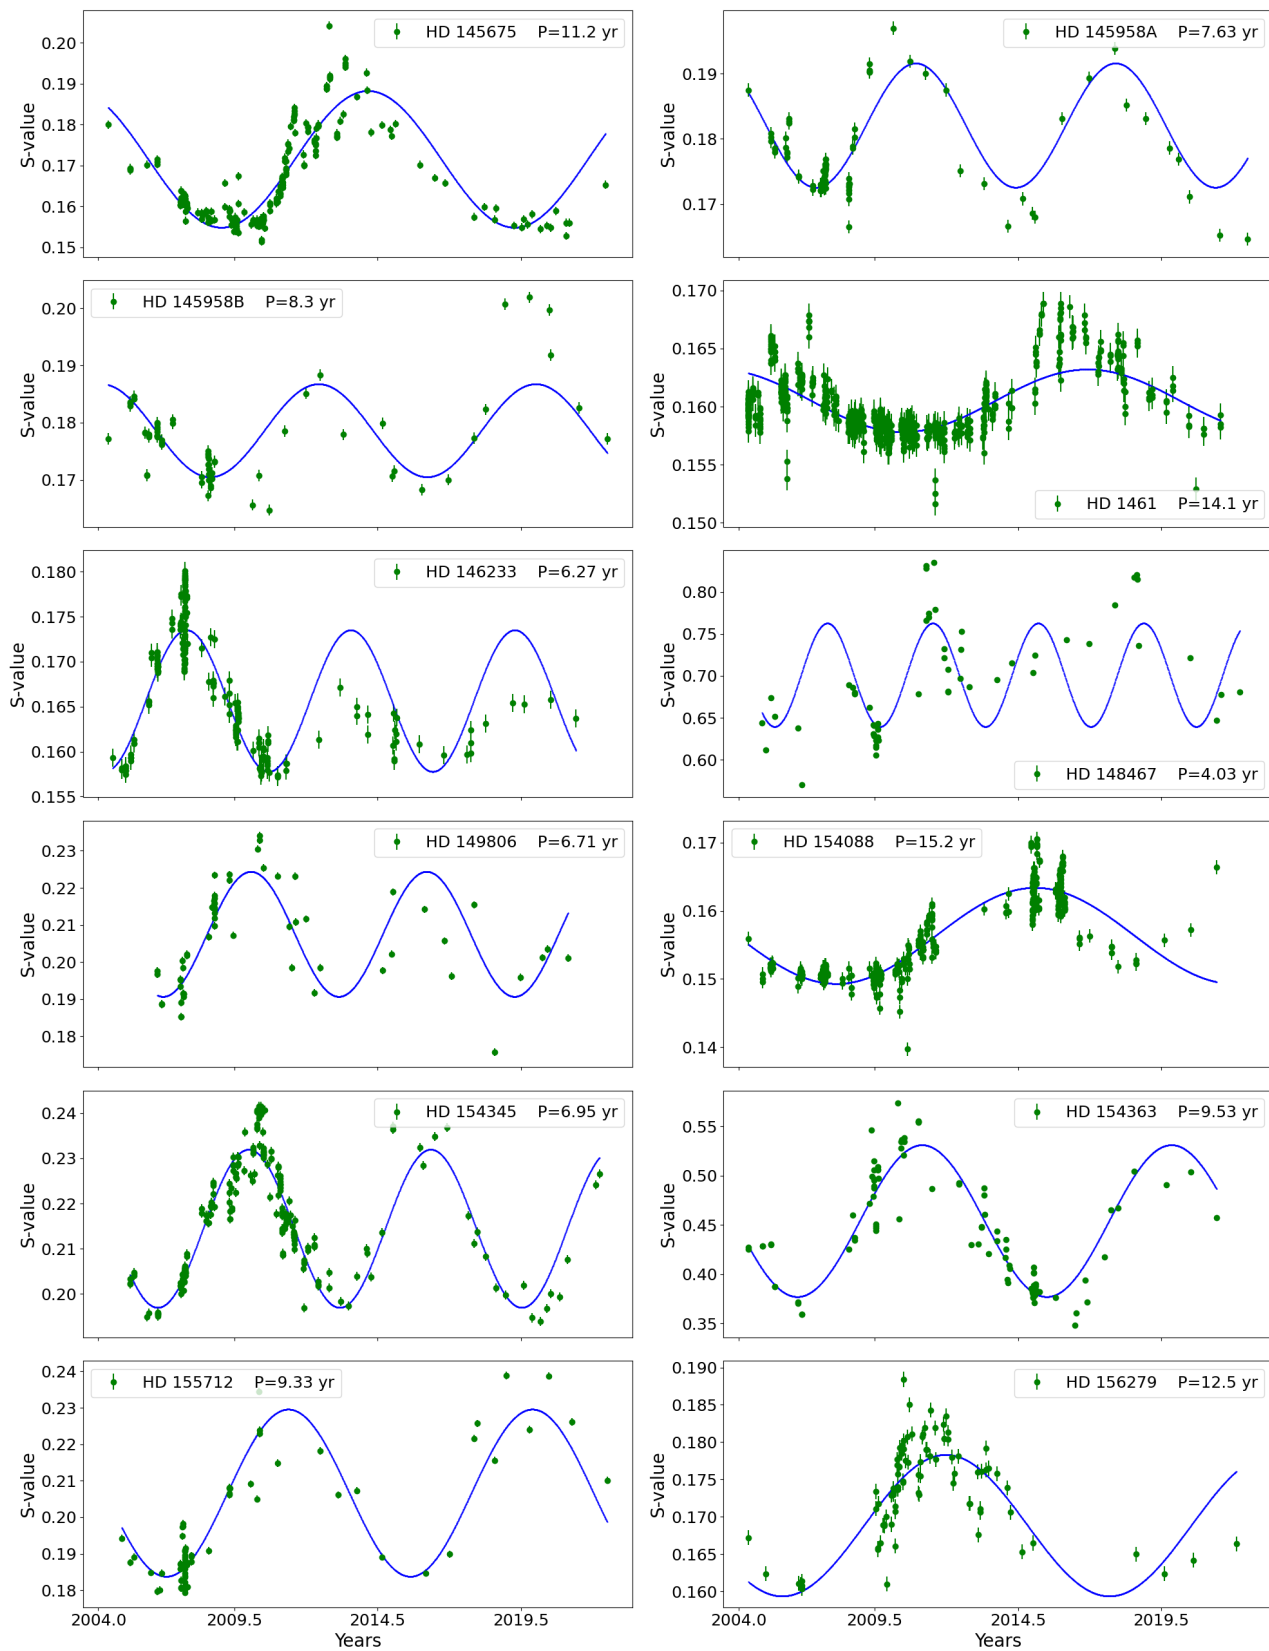 HD 145675 P=11.2 yr
S-value
0.20
0.19
0.18
0.17
0.16
0.15
HD 145958A P=7.63 yr
S-value
0.19
0.18
0.17
HD 145958B P=8.3 yr
S-value
0.20
0.19
0.18
0.17
HD 1461 P=14.1 yr
S-value
0.170
0.165
0.160
0.155
0.150
HD 146233 P=6.27 yr
S-value
0.180
0.175
0.170
0.165
0.160
0.155
HD 148467 P=4.03 yr
S-value
0.80
0.75
0.70
0.65
0.60
HD 149806 P=6.71 yr
S-value
0.23
0.22
0.21
0.20
0.19
0.18
HD 154088 P=15.2 yr
S-value
0.17
0.16
0.15
0.14
HD 154345 P=6.95 yr
S-value
0.24
0.23
0.22
0.21
0.20
HD 154363 P=9.53 yr
S-value
0.55
0.50
0.45
0.40
0.35
HD 155712 P=9.33 yr
S-value
0.24
0.23
0.22
0.21
0.20
0.19
0.18
2004.0 2009.5 2014.5 2019.5
Years
HD 156279 P=12.5 yr
S-value
0.190
0.185
0.180
0.175
0.170
0.165
0.160
2004.0 2009.5 2014.5 2019.5
Years